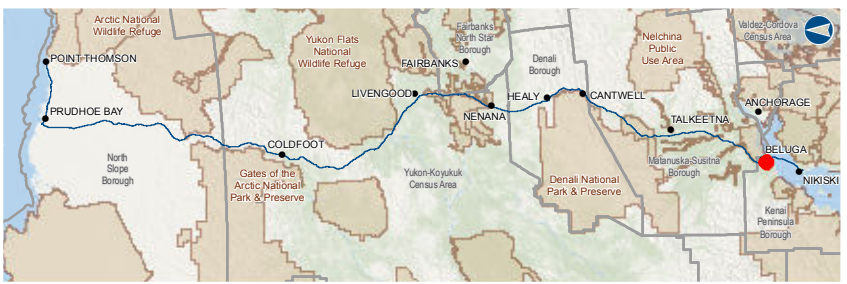 Arctic National
Wildlife Refuge
POINT THOMSON
PRUDHOE BAY
North
Slope
Borough
COLDFOOT
Gates of the
Arctic National
Park & Preserve
Yukon Flats
National
Wildlife Refuge
LIVENGOOD
FAIRBANKS
Fairbanks
North Star
Borough
NENANA
Yukon-Koyukuk
Census Area
HEALY
Denali
Borough
CANTWELL
Denali National
Park & Preserve
Nelchina
Public
Use Area
TALKEETNA
Matanuska-Susitna
Borough
Valdez-Cordova
Census Area
ANCHORAGE
BELUGA
NIKISKI
Kenai
Peninsula
Borough